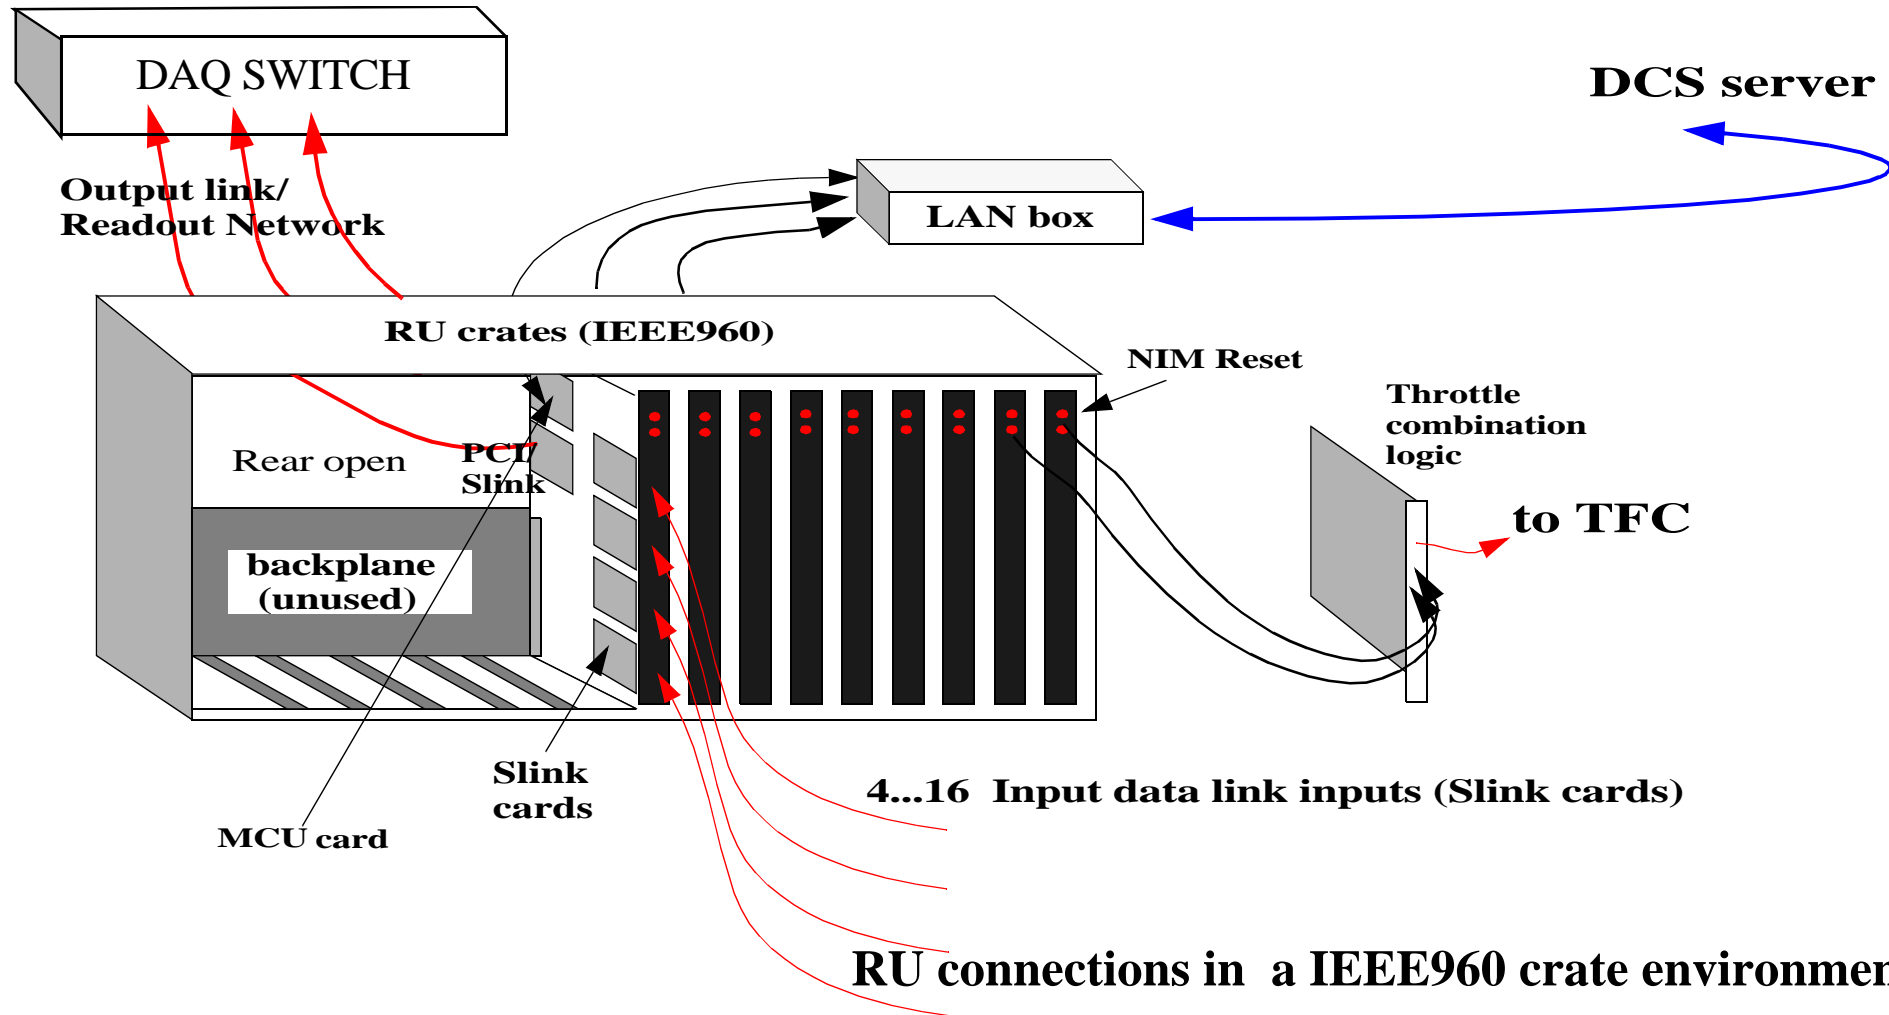 DAQ SWITCH
DCS server
Output link/
Readout Network
LAN box
RU crates (IEEE960)
NIM Reset
Throttle
combination
logic
Rear open
PCI/
Slink
to TFC
backplane
(unused)
Slink
cards
4...16 Input data link inputs (Slink cards)
MCU card
RU connections in a IEEE960 crate environmen